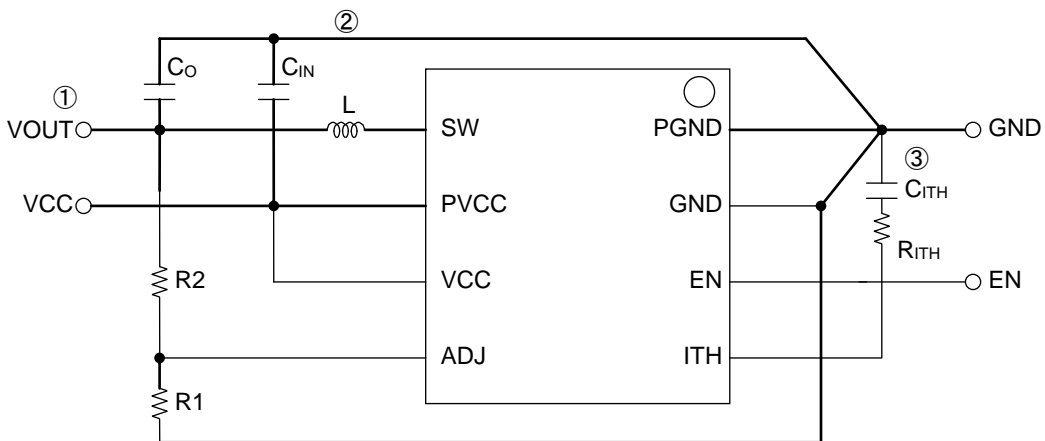 ②
CO CIN
①
VOUT L SW PGND GND
③
CITH
VCC PVCC GND
RITH
R2 VCC EN EN
ADJ ITH
R1